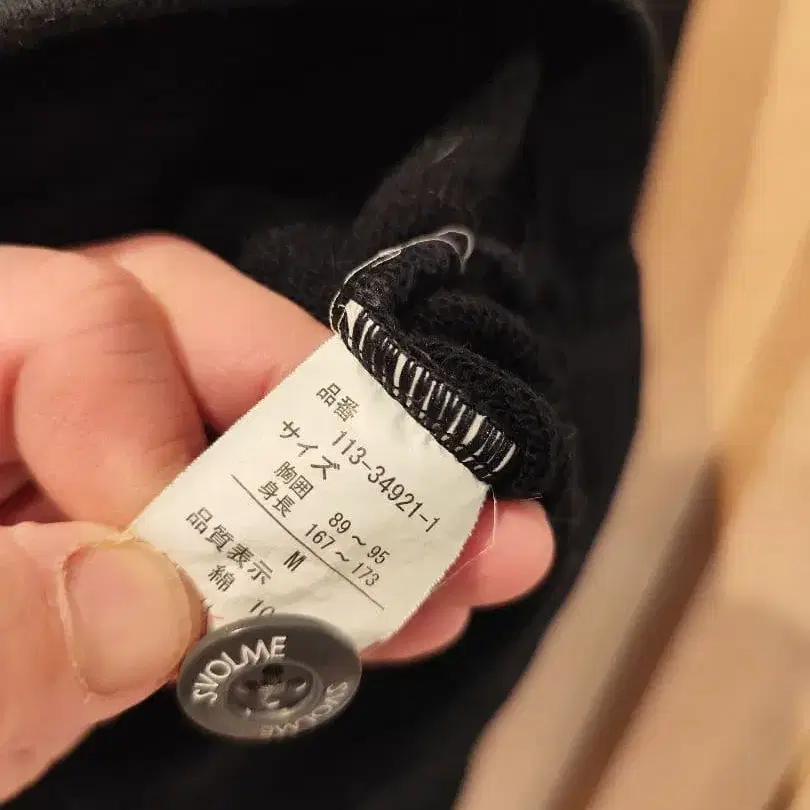 品番 113-34921-1
サイズ
胸囲 89～95
身長 167～173
M
品質表示
綿 10
SVOLME
SVOLME